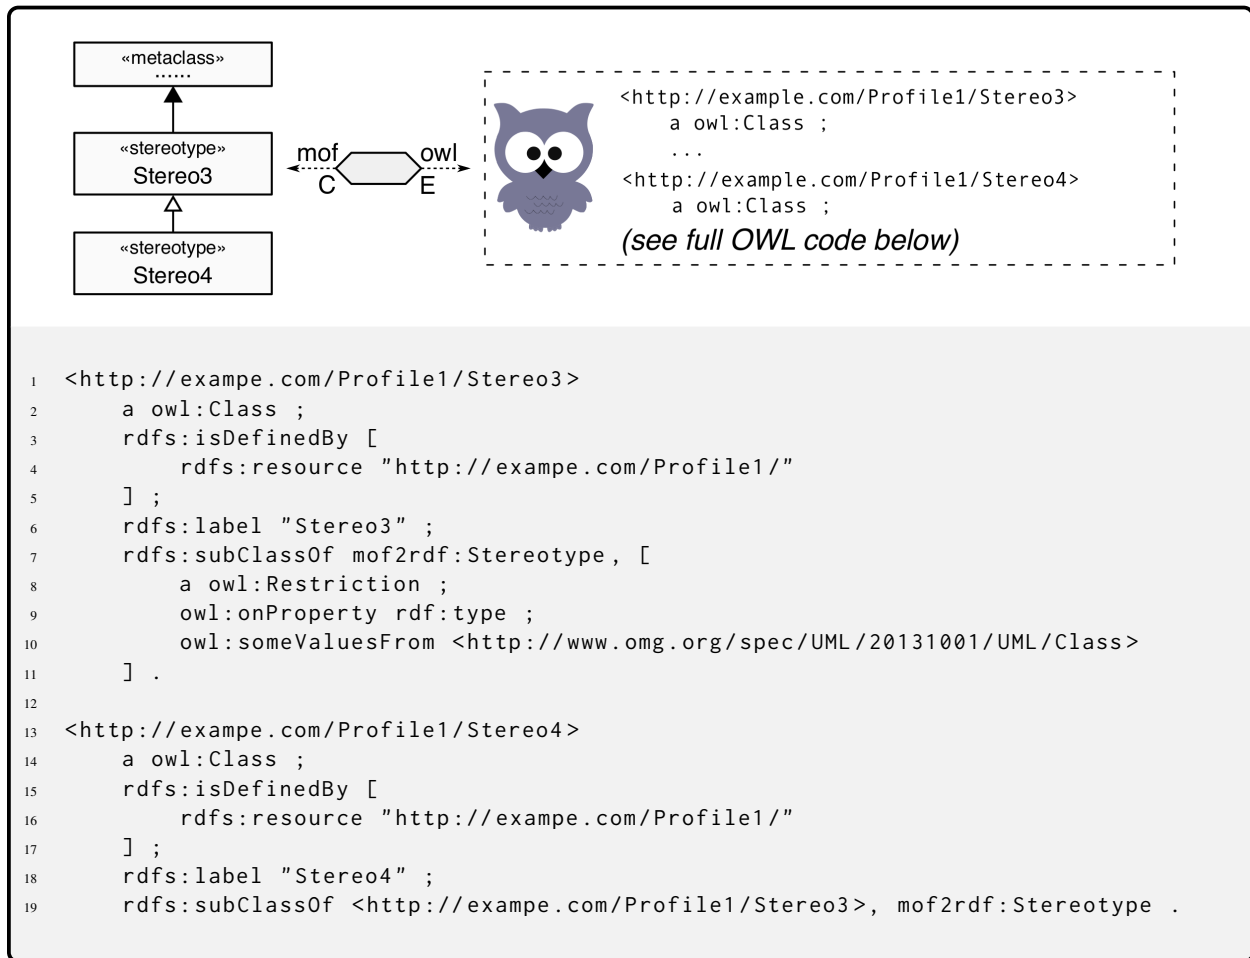 «metaclass»
......
«stereotype»
Stereo3
«stereotype»
Stereo4
mof
owl
C
E
<http://example.com/Profile1/Stereo3>
a owl:Class ;
...
<http://example.com/Profile1/Stereo4>
a owl:Class ;
(see full OWL code below)
1 <http://exampe.com/Profile1/Stereo3>
2 a owl:Class ;
3 rdfs:isDefinedBy [
4 rdfs:resource "http://exampe.com/Profile1/"
5 ] ;
6 rdfs:label "Stereo3" ;
7 rdfs:subClassOf mof2rdf:Stereotype, [
8 a owl:Restriction ;
9 owl:onProperty rdf:type ;
10 owl:someValuesFrom <http://www.omg.org/spec/UML/20131001/UML/Class>
11 ] .
12
13 <http://exampe.com/Profile1/Stereo4>
14 a owl:Class ;
15 rdfs:isDefinedBy [
16 rdfs:resource "http://exampe.com/Profile1/"
17 ] ;
18 rdfs:label "Stereo4" ;
19 rdfs:subClassOf <http://exampe.com/Profile1/Stereo3>, mof2rdf:Stereotype .